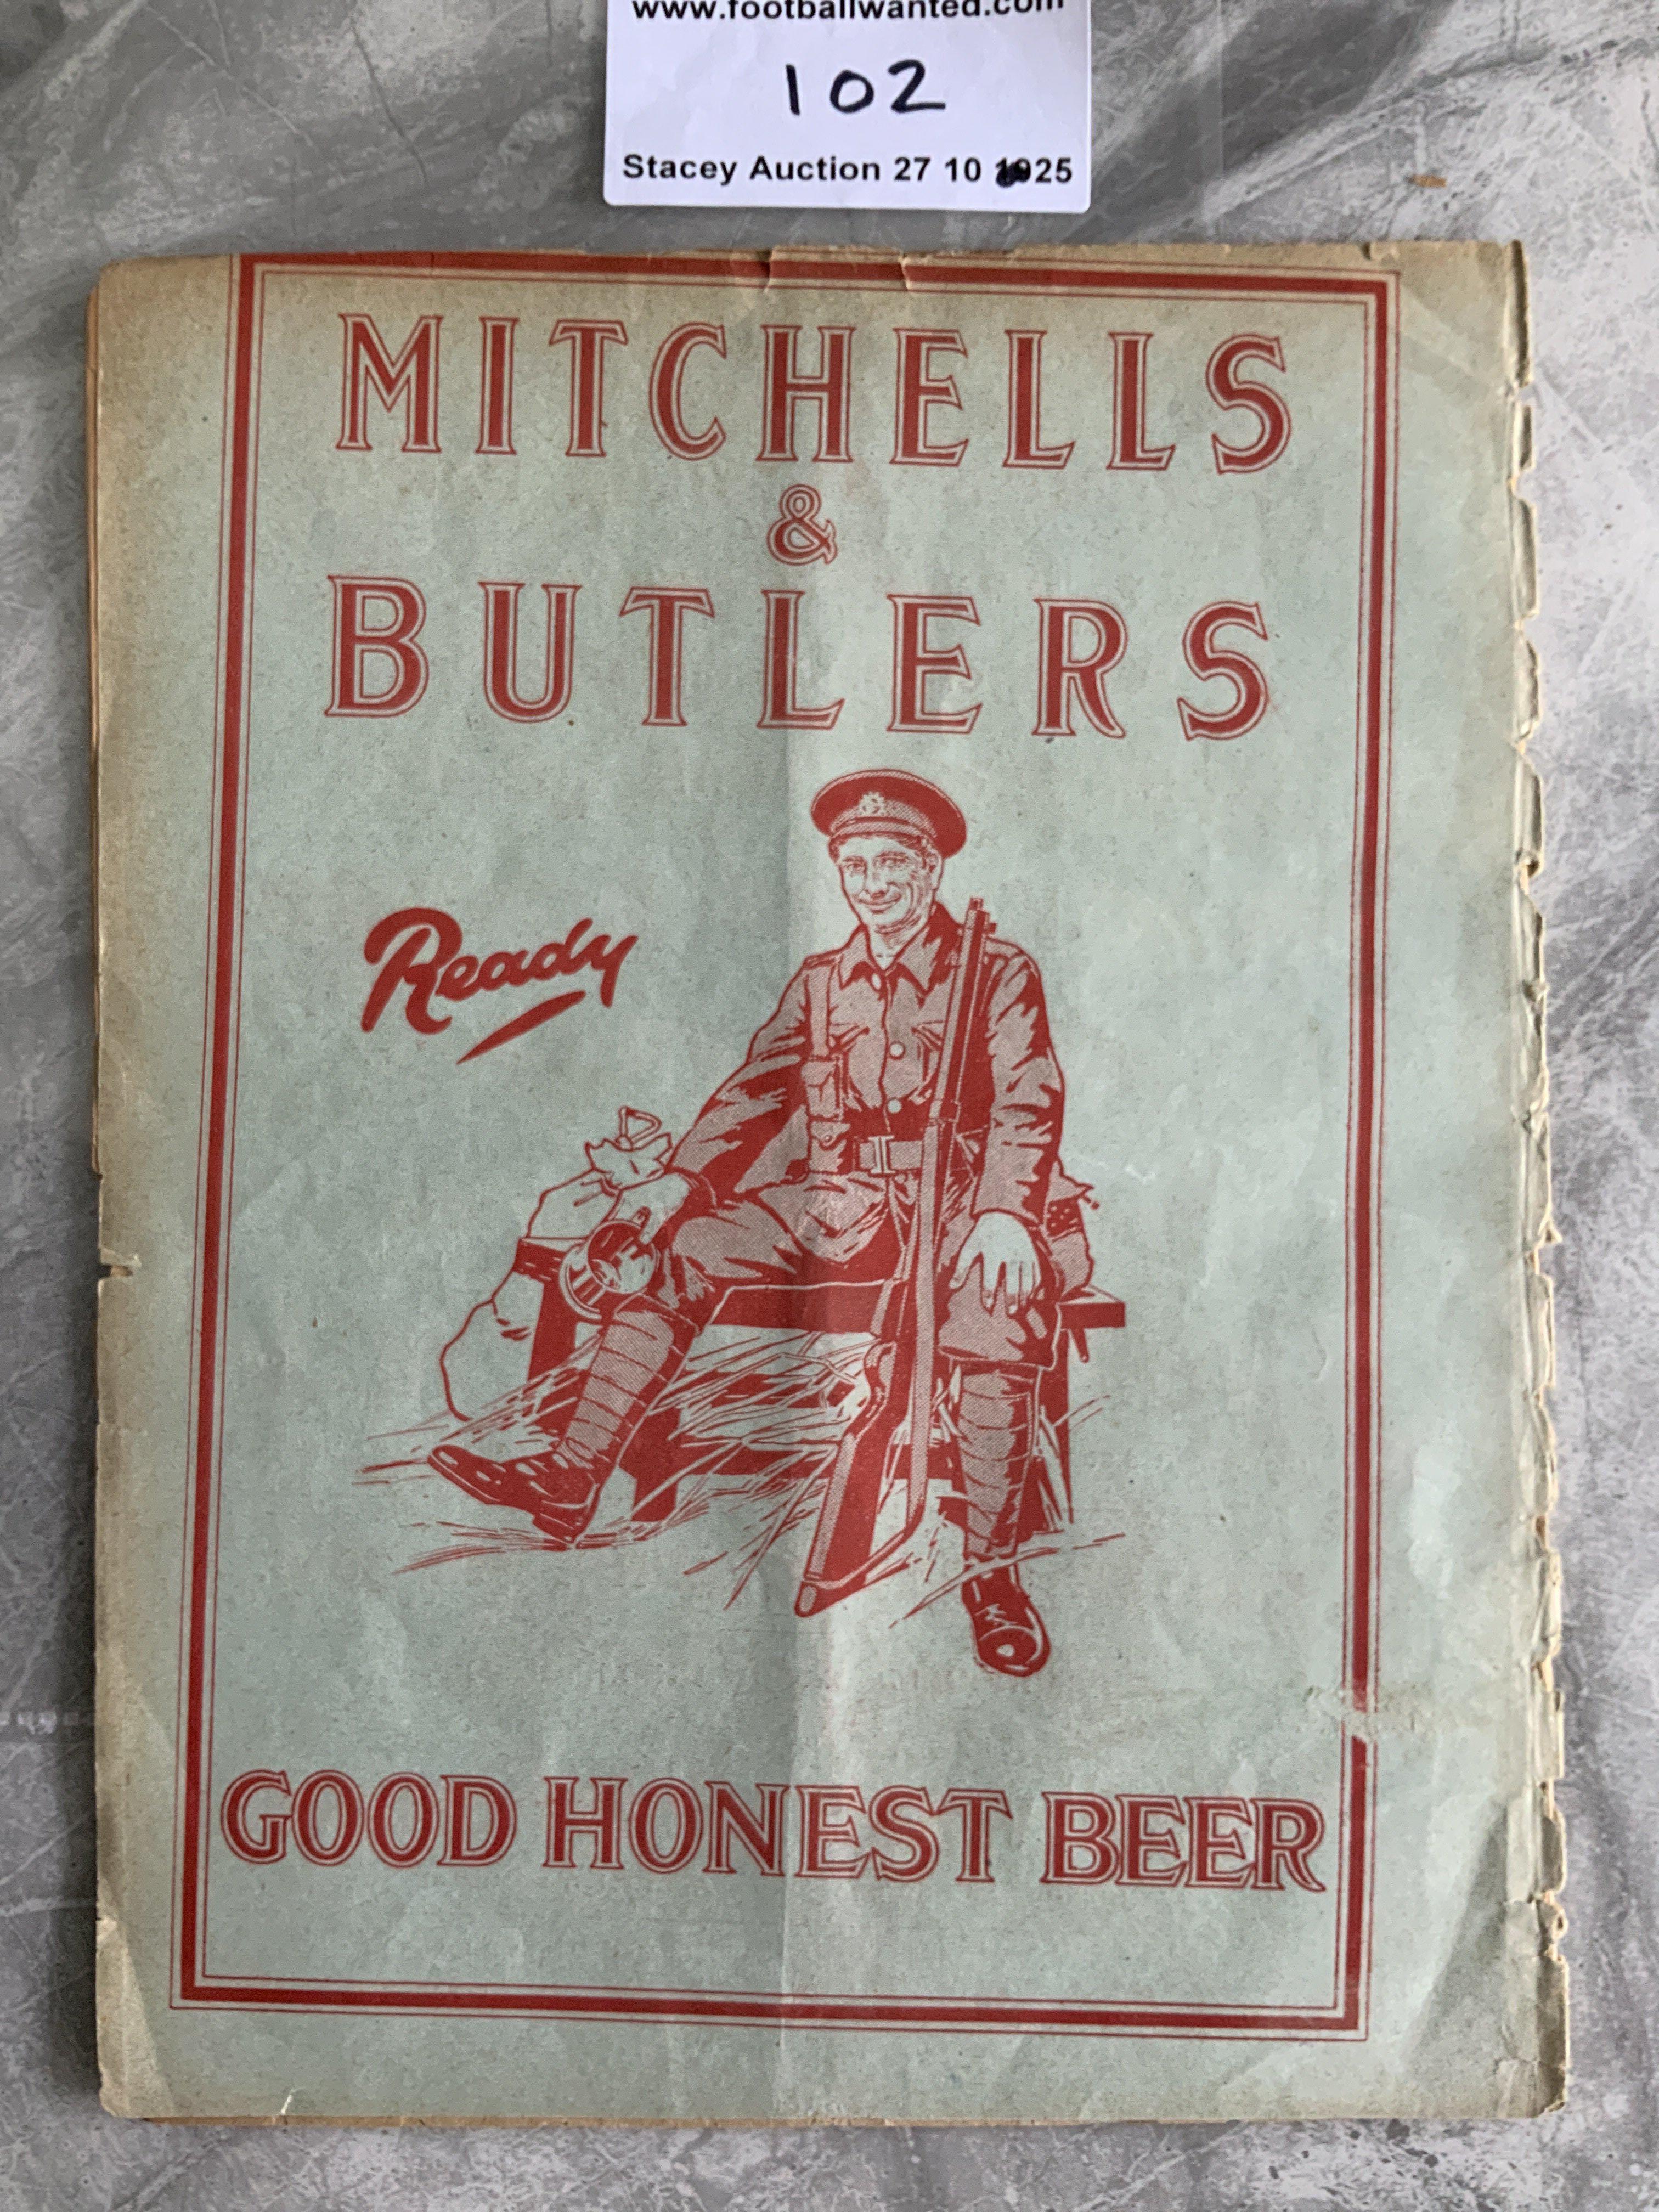 www.footballwanted.com
102
Stacey Auction 27 10 1925
MITCHELLS
&
BUTLERS
Ready
GOOD HONEST BEER